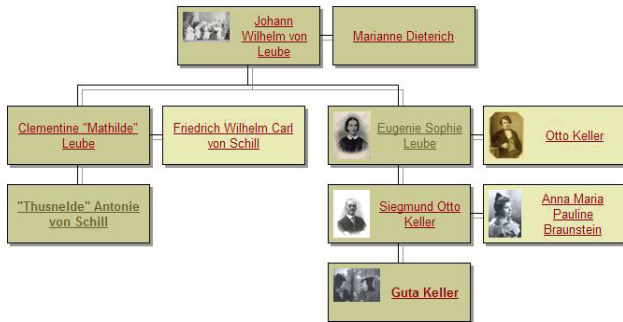 Johann
Wilhelm von
Leube
Marianne Dieterich
Clementine "Mathilde"
Leube
Friedrich Wilhelm Carl
von Schill
Eugenie Sophie
Leube
Otto Keller
"Thusnelde" Antonie
von Schill
Siegmund Otto
Keller
Anna Maria
Pauline
Braunstein
Guta Keller